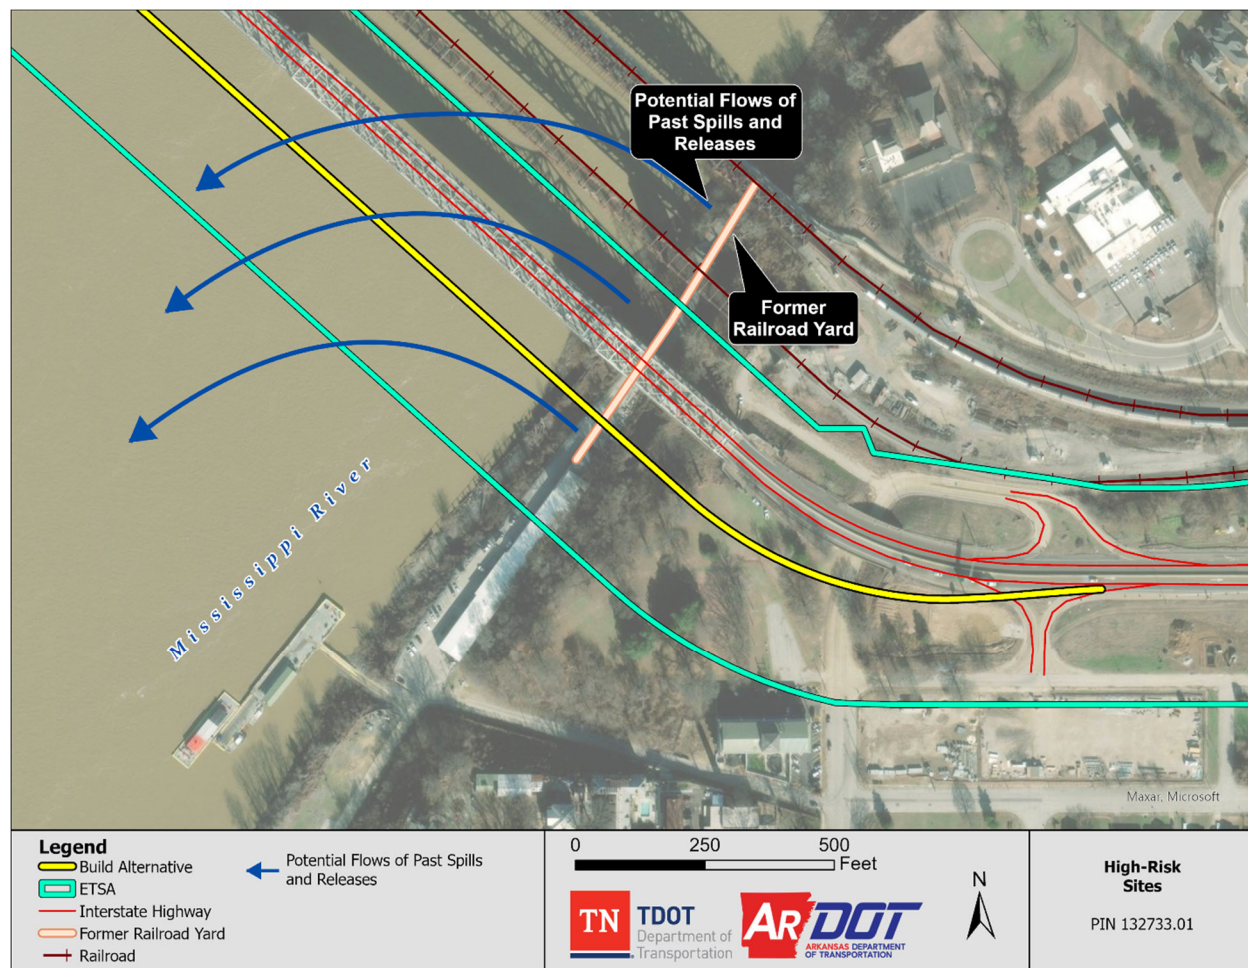 Potential Flows of
Past Spills and
Releases
Former
Railroad Yard
Mississippi River
Maxar, Microsoft
Legend
Build Alternative
ETSA
Interstate Highway
Former Railroad Yard
Railroad
Potential Flows of Past Spills
and Releases
0 250 500
Feet
TN
TDOT
Department of
Transportation
AR DOT
ARKANSAS DEPARTMENT
OF TRANSPORTATION
N
High-Risk
Sites
PIN 132733.01